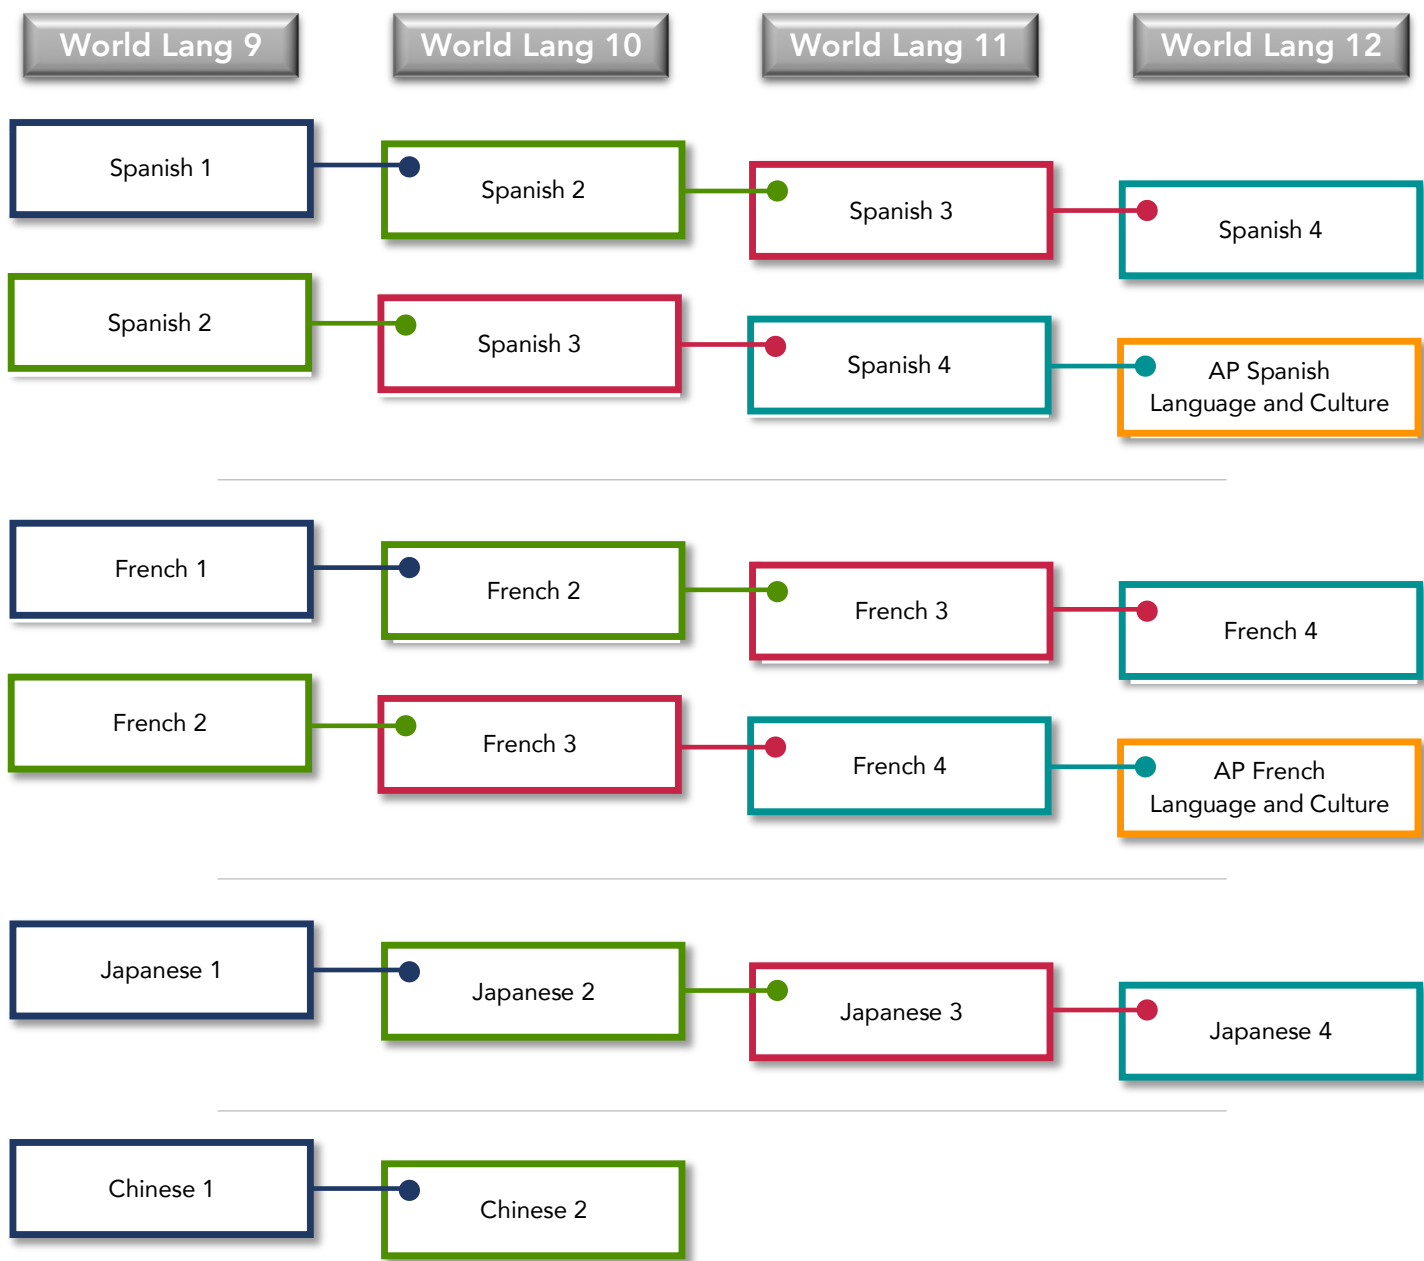 World Lang 9
World Lang 10
World Lang 11
World Lang 12
Spanish 1
Spanish 2
Spanish 3
Spanish 4
Spanish 2
Spanish 3
Spanish 4
AP Spanish
Language and Culture
French 1
French 2
French 3
French 4
French 2
French 3
French 4
AP French
Language and Culture
Japanese 1
Japanese 2
Japanese 3
Japanese 4
Chinese 1
Chinese 2